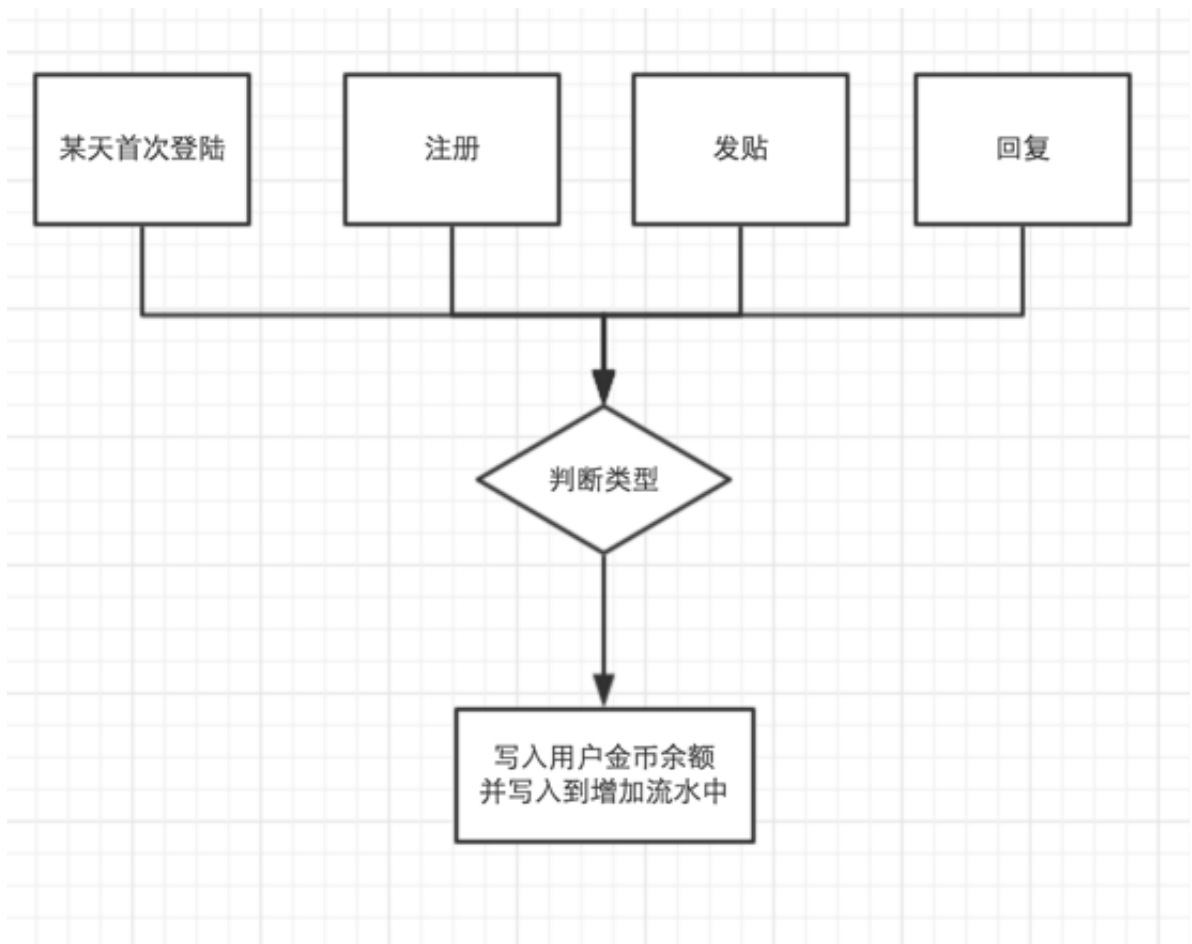 某天首次登陆
注册
发贴
回复
判断类型
写入用户金币余额
并写入到增加流水中